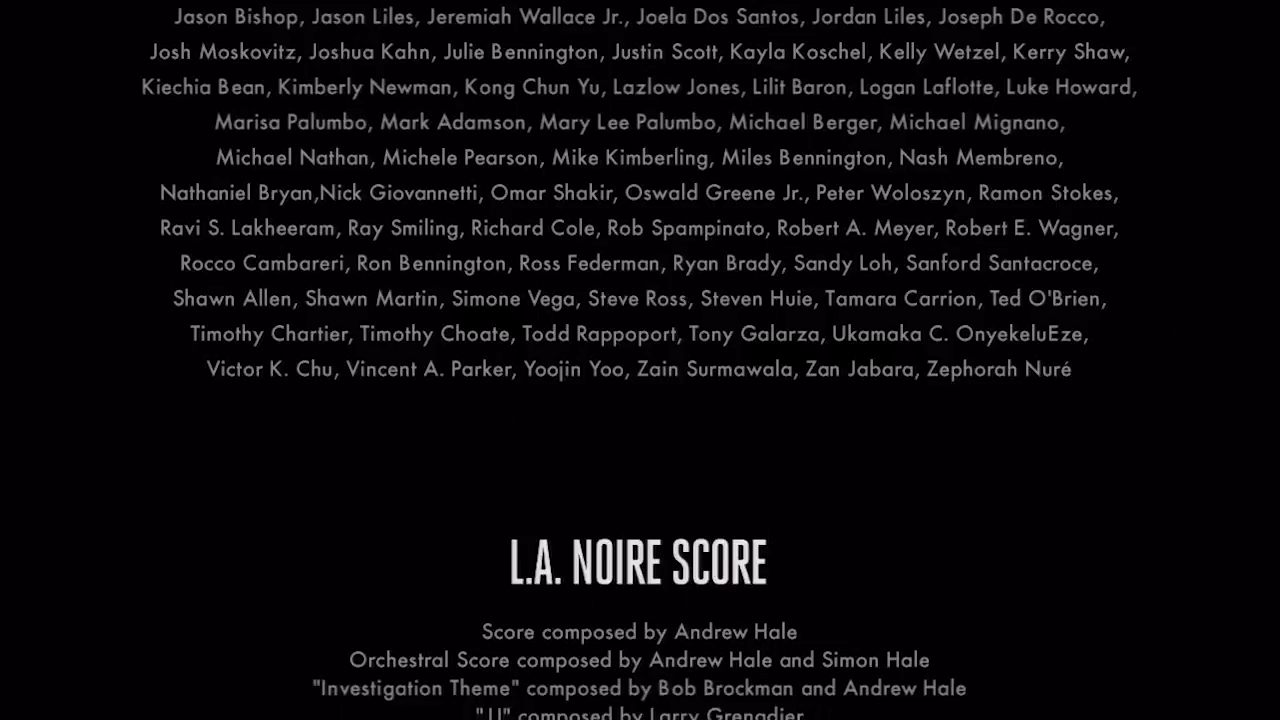 Jason Bishop, Jason Liles, Jeremiah Wallace Jr., Joela Dos Santos, Jordan Liles, Joseph De Rocco,
Josh Moskovitz, Joshua Kahn, Julie Bennington, Justin Scott, Kayla Koschel, Kelly Wetzel, Kerry Shaw,
Kiechia Bean, Kimberly Newman, Kong Chun Yu, Lazlow Jones, Lilit Baron, Logan Laflotte, Luke Howard,
Marisa Palumbo, Mark Adamson, Mary Lee Palumbo, Michael Berger, Michael Mignano,
Michael Nathan, Michele Pearson, Mike Kimberling, Miles Bennington, Nash Membreno,
Nathaniel Bryan,Nick Giovannetti, Omar Shakir, Oswald Greene Jr., Peter Woloszyn, Ramon Stokes,
Ravi S. Lakheeram, Ray Smiling, Richard Cole, Rob Spampinato, Robert A. Meyer, Robert E. Wagner,
Rocco Cambareri, Ron Bennington, Ross Federman, Ryan Brady, Sandy Loh, Sanford Santacroce,
Shawn Allen, Shawn Martin, Simone Vega, Steve Ross, Steven Huie, Tamara Carrion, Ted O'Brien,
Timothy Chartier, Timothy Choate, Todd Rappoport, Tony Galarza, Ukamaka C. OnyekeluEze,
Victor K. Chu, Vincent A. Parker, Yoojin Yoo, Zain Surmawala, Zan Jabara, Zephorah Nuré
L.A. NOIRE SCORE
Score composed by Andrew Hale
Orchestral Score composed by Andrew Hale and Simon Hale
"Investigation Theme" composed by Bob Brockman and Andrew Hale
composed by Larry Grenadier